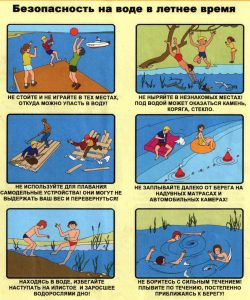 Безопасность на воде в летнее время
НЕ СТОЙТЕ И НЕ ИГРАЙТЕ В ТЕХ МЕСТАХ,
ОТКУДА МОЖНО УПАСТЬ В ВОДУ!
НЕ НЫРЯЙТЕ В НЕЗНАКОМЫХ МЕСТАХ!
ПОД ВОДОЙ МОЖЕТ ОКАЗАТЬСЯ КАМЕНЬ,
КОРЯГА, СТЕКЛО.
НЕ ИСПОЛЬЗУЙТЕ ДЛЯ ПЛАВАНИЯ
САМОДЕЛЬНЫЕ УСТРОЙСТВА! ОНИ МОГУТ НЕ
ВЫДЕРЖАТЬ ВАШ ВЕС И ПЕРЕВЕРНУТЬСЯ!
НЕ ЗАПЛЫВАЙТЕ ДАЛЕКО ОТ БЕРЕГА НА
НАДУВНЫХ МАТРАСАХ И
АВТОМОБИЛЬНЫХ КАМЕРАХ!
НАХОДЯСЬ В ВОДЕ, ИЗБЕГАЙТЕ
НАСТУПАТЬ НА ИЛИСТОЕ И ЗАРОСШЕЕ
ВОДОРОСЛЯМИ ДНО!
НЕ БОРИТЕСЬ С СИЛЬНЫМ ТЕЧЕНИЕМ!
ПЛЫВИТЕ ПО ТЕЧЕНИЮ, ПОСТЕПЕННО
ПРИБЛИЖАЯСЬ К БЕРЕГУ!